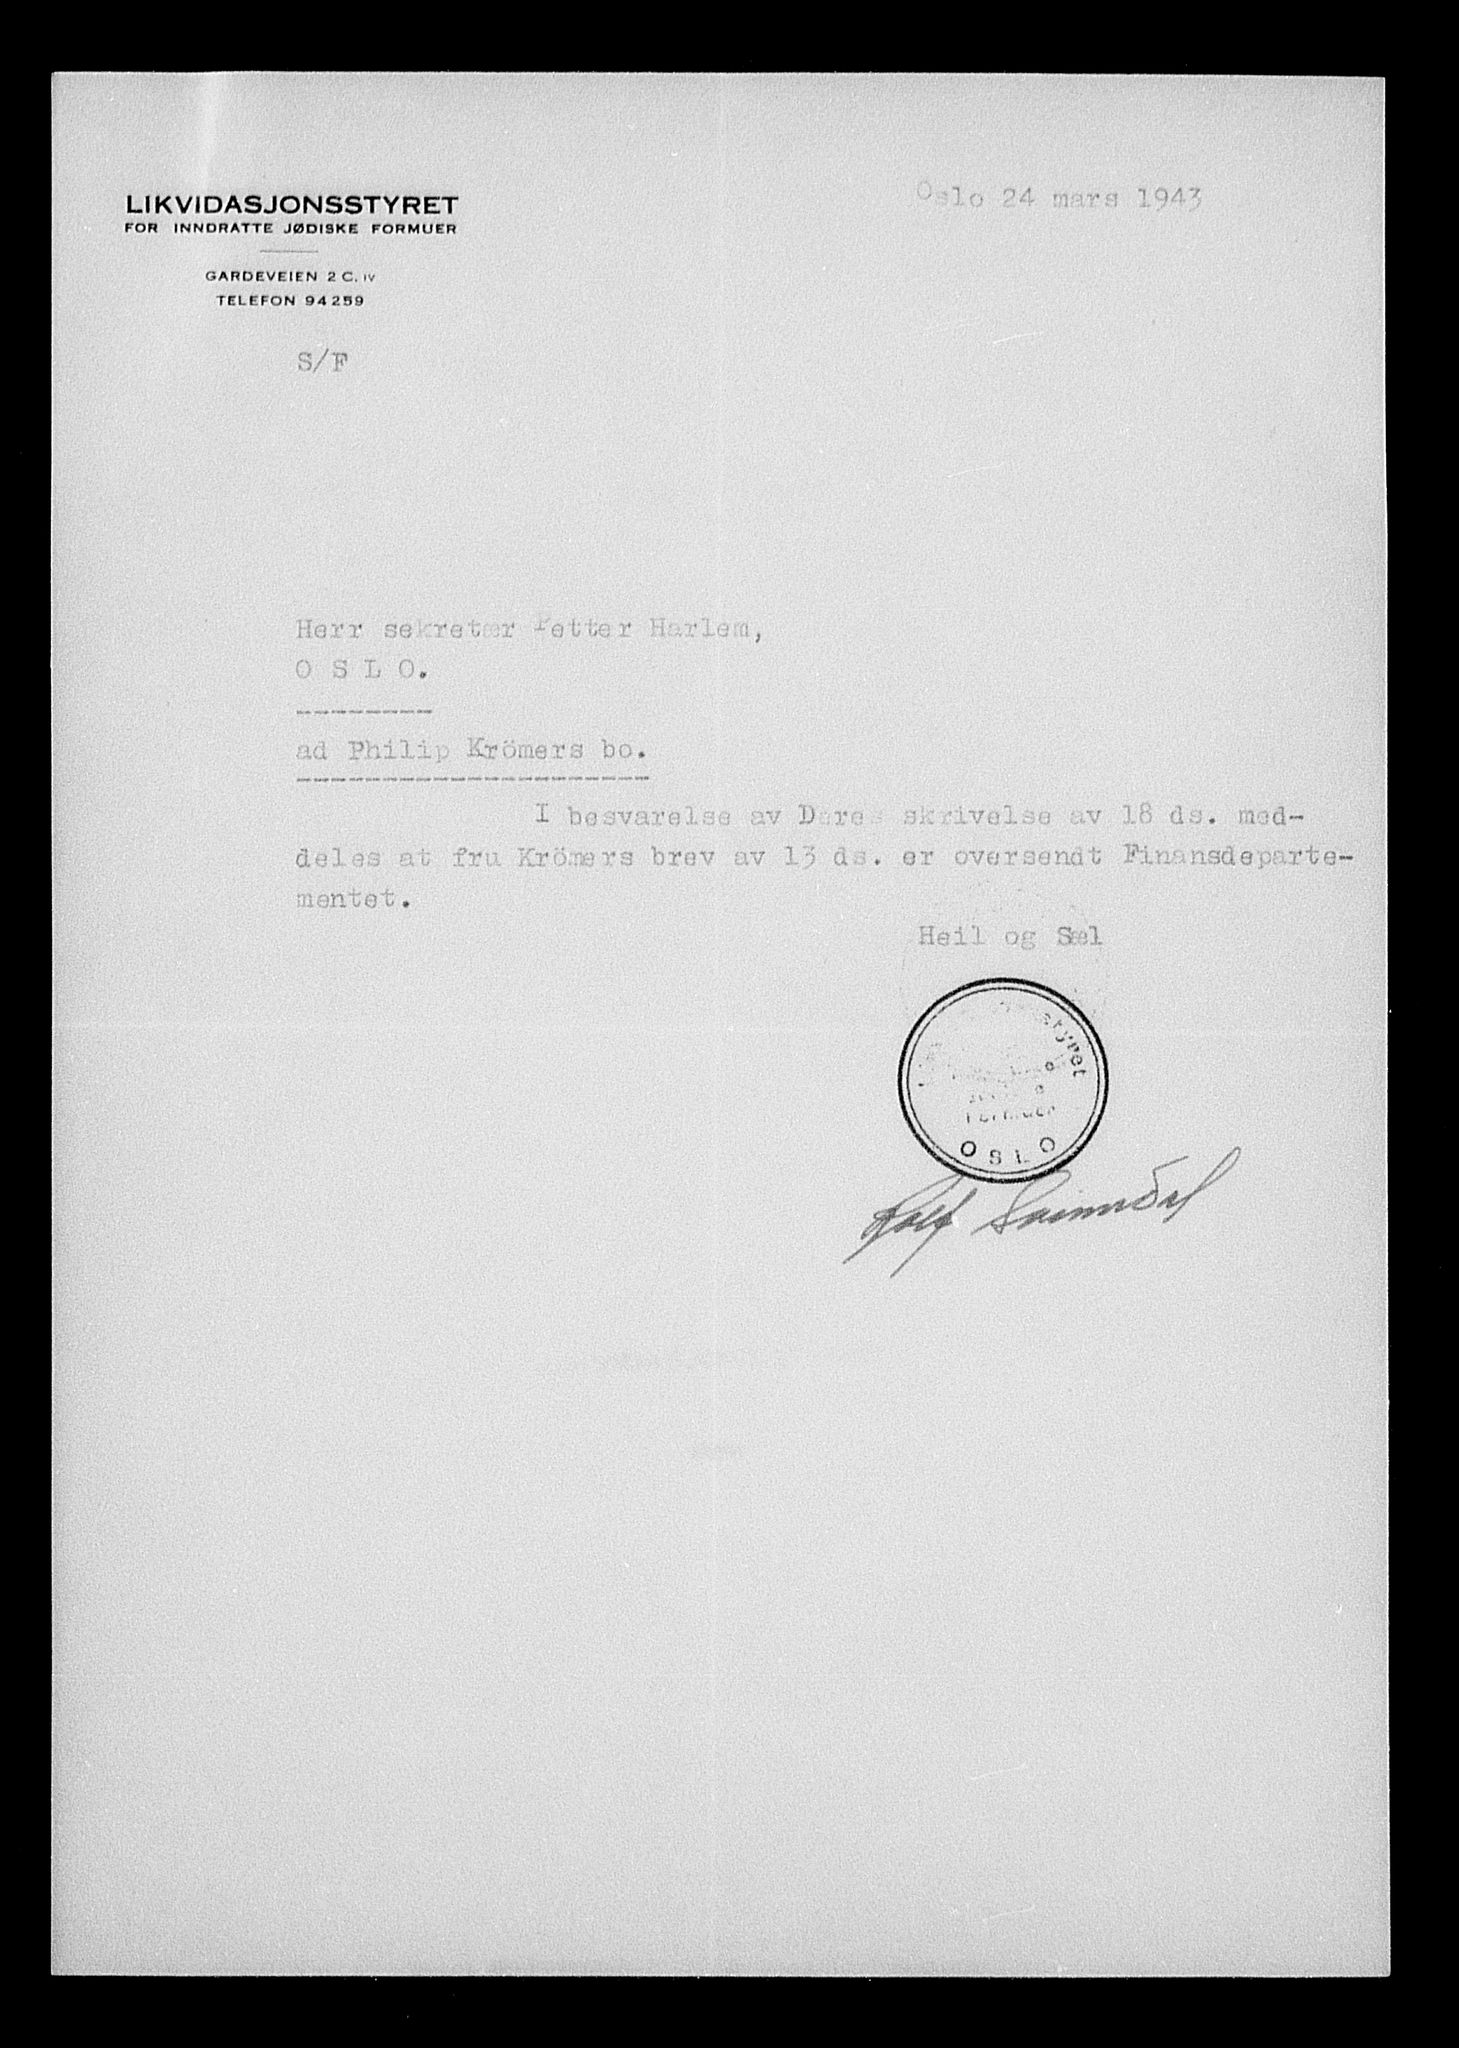 LIKVIDASJONSSTYRET
FOR INNDRATTE JØDISKE FORMUER
GARDEVEIEN 2 C. IV
TELEFON 94259
Oslo 24 mars 1943
S/F
Herr sekretær Petter Harlem,
O S L O.
ad Philip Krömers bo.
I besvarelse av Deres skrivelse av 18 ds. med-
deles at fru Krömers brev av 13 ds. er oversendt Finansdeparte-
mentet.
Heil og Sæl
OSLO
Rolf